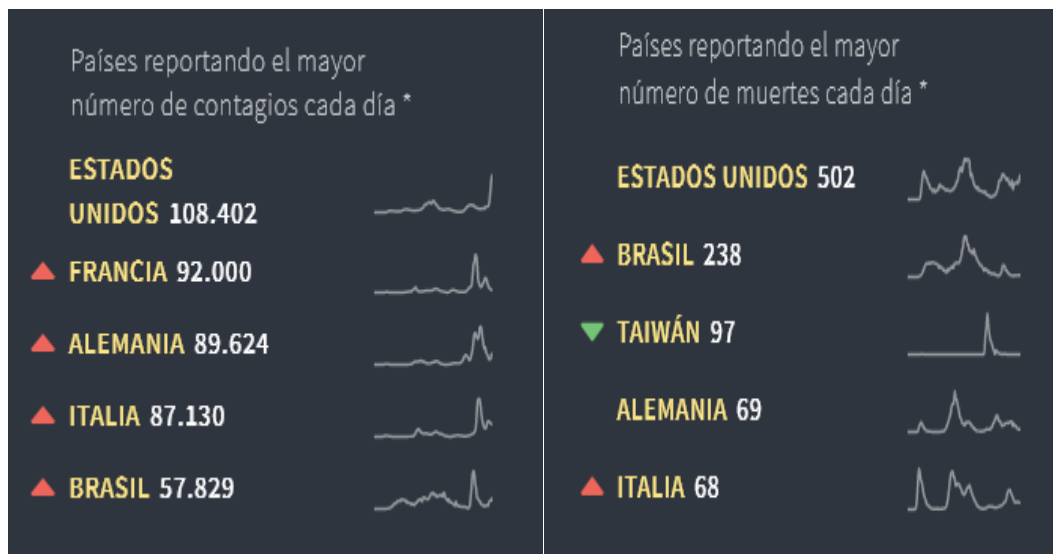 Países reportando el mayor
número de contagios cada día *
ESTADOS
UNIDOS 108.402
FRANCIA 92.000
ALEMANIA 89.624
ITALIA 87.130
BRASIL 57.829
Países reportando el mayor
número de muertes cada día *
ESTADOS UNIDOS 502
BRASIL 238
TAIWÁN 97
ALEMANIA 69
ITALIA 68